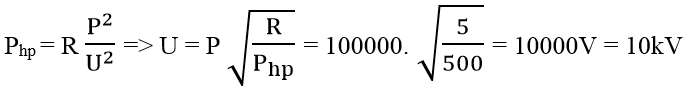 P_hp = R P²/U² => U = P √(R/P_hp) = 100000. √(5/500) = 10000V = 10kV